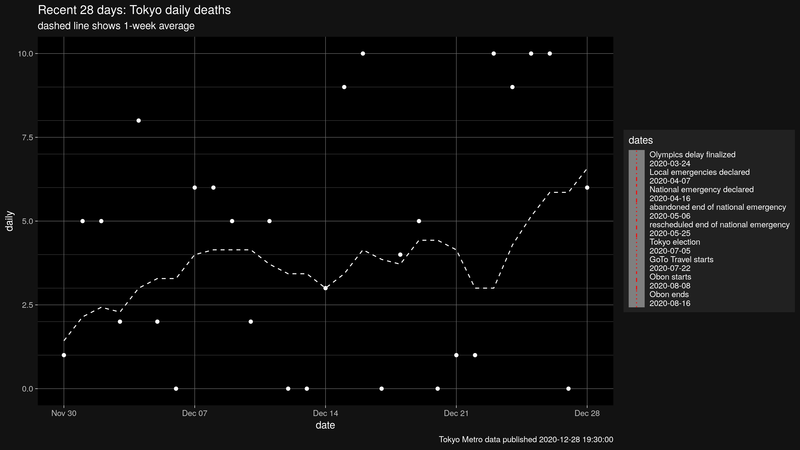 Recent 28 days: Tokyo daily deaths
dashed line shows 1-week average
10.0
7.5
5.0
2.5
0.0
daily
Nov 30
Dec 07
Dec 14
Dec 21
Dec 28
date
Tokyo Metro data published 2020-12-28 19:30:00
dates
Olympics delay finalized
2020-03-24
Local emergencies declared
2020-04-07
National emergency declared
2020-04-16
abandoned end of national emergency
2020-05-06
rescheduled end of national emergency
2020-05-25
Tokyo election
2020-07-05
GoTo Travel starts
2020-07-22
Obon starts
2020-08-08
Obon ends
2020-08-16